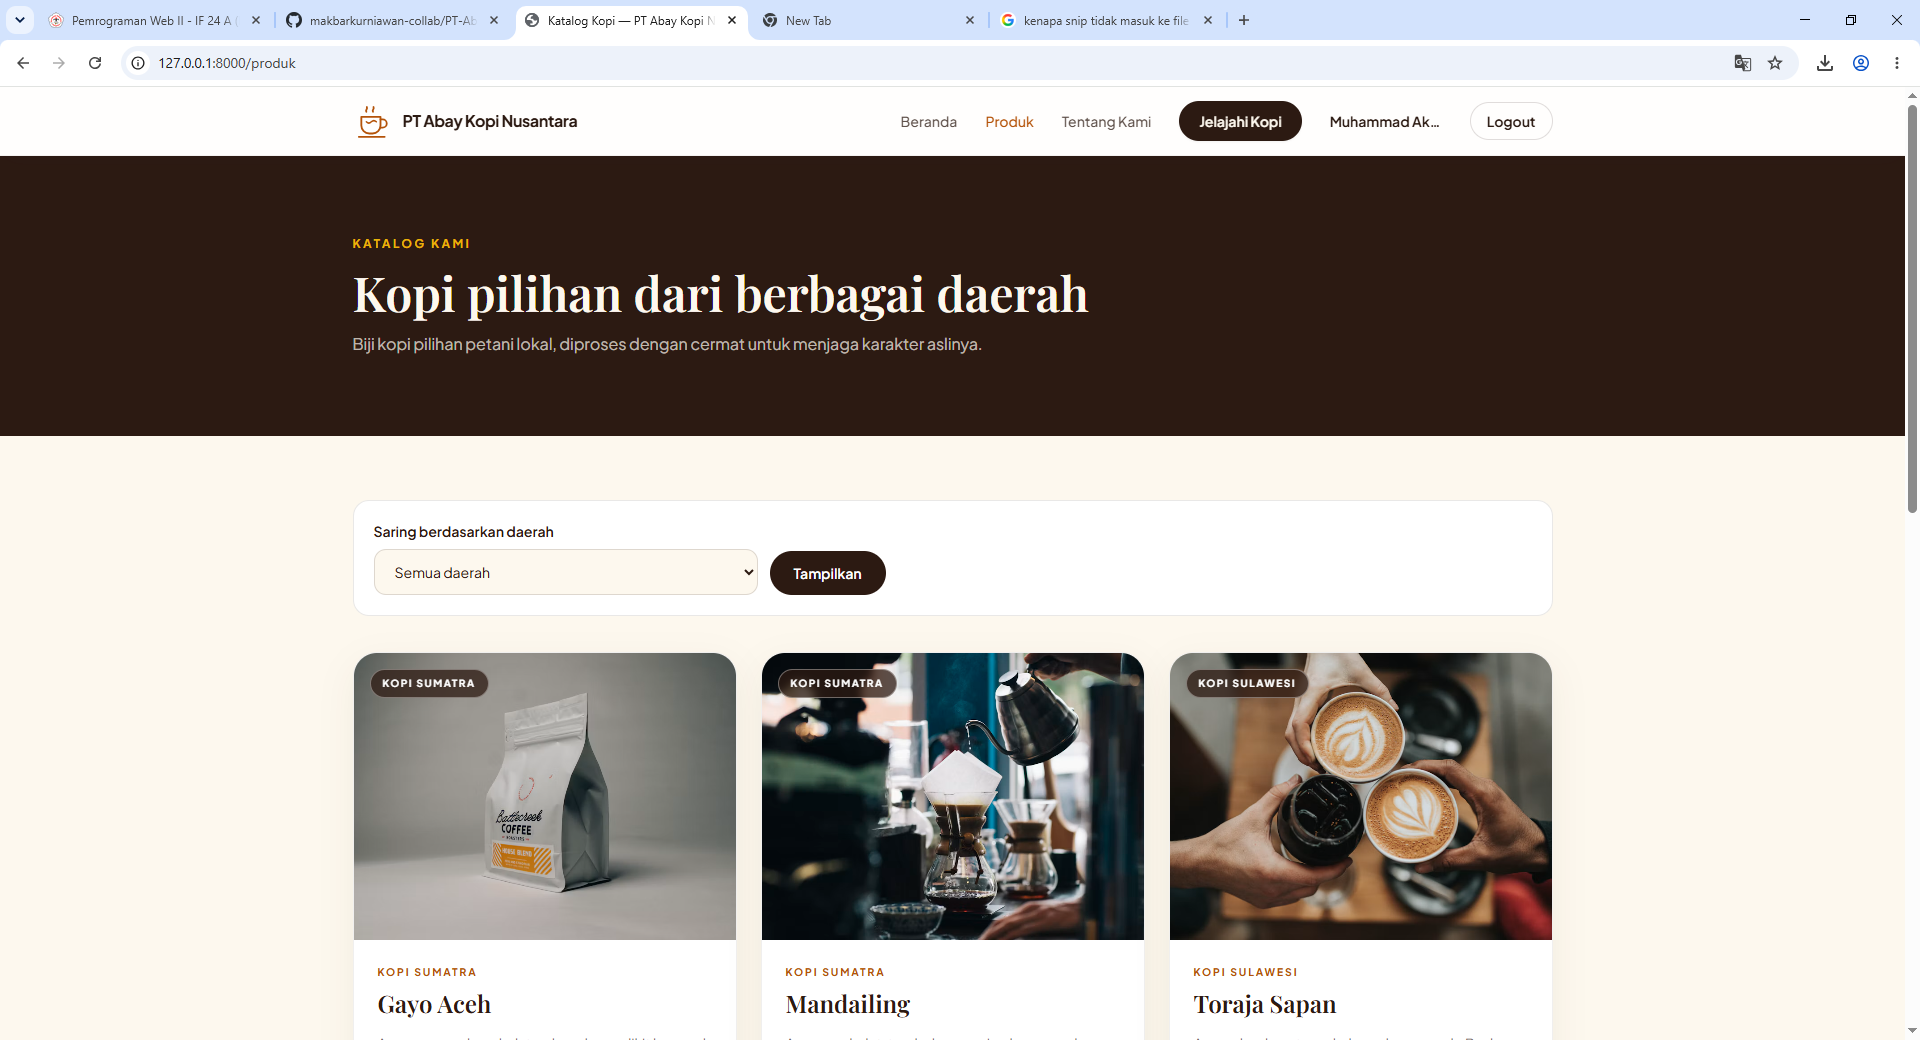 Pemrograman Web II - IF 24 A (
makbarkurniawan-collab/PT-Ab
Katalog Kopi — PT Abay Kopi N
New Tab
kenapa snip tidak masuk ke file
127.0.0.1:8000/produk
PT Abay Kopi Nusantara
Beranda
Produk
Tentang Kami
Jelajahi Kopi
Muhammad Ak...
Logout
KATALOG KAMI
Kopi pilihan dari berbagai daerah
Biji kopi pilihan petani lokal, diproses dengan cermat untuk menjaga karakter aslinya.
Saring berdasarkan daerah
Semua daerah
Tampilkan
KOPI SUMATRA
Battlecreek
COFFEE
ROASTERS
HOUSE BLEND
KOPI SUMATRA
KOPI SULAWESI
KOPI SUMATRA
Gayo Aceh
KOPI SUMATRA
Mandailing
KOPI SULAWESI
Toraja Sapan